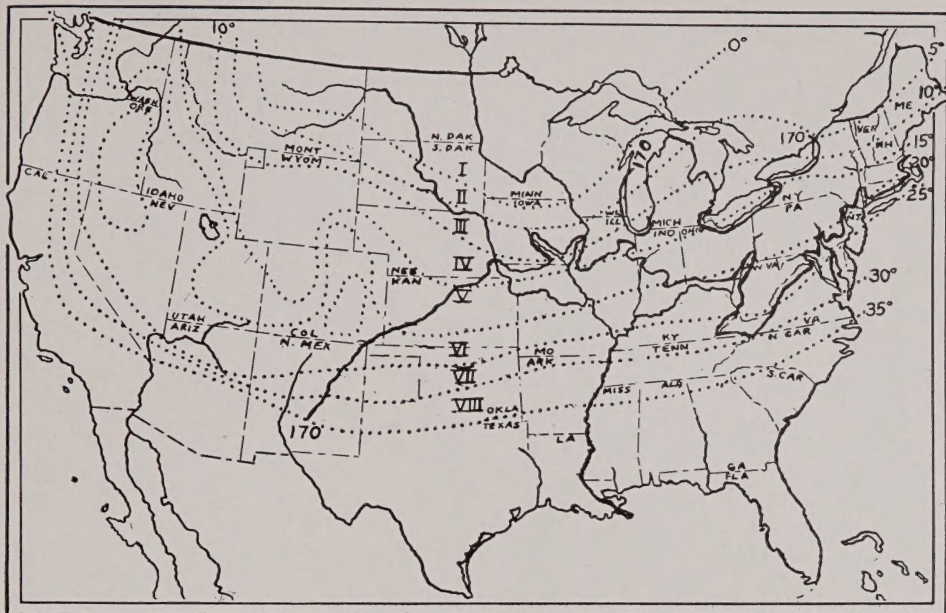 10°
0°
5°
10°
15°
20°
25°
30°
35°
WASH
ORE
MONT
WYOM
N. DAK
S. DAK
MINN
IOWA
WIS
ILL
170
170
MICH
IND OHIO
VER
NH
ME
NY
PA
CAL
IDAHO
NEV
NEB
KAN
W VA
I
II
III
IV
V
VI
VII
VIII
UTAH
ARIZ
COL
N. MEX
MO
ARK
KY
TENN
VA
N CAR
S. CAR
MISS
ALA
OKLA
TEXAS
170
LA
GA
FLA